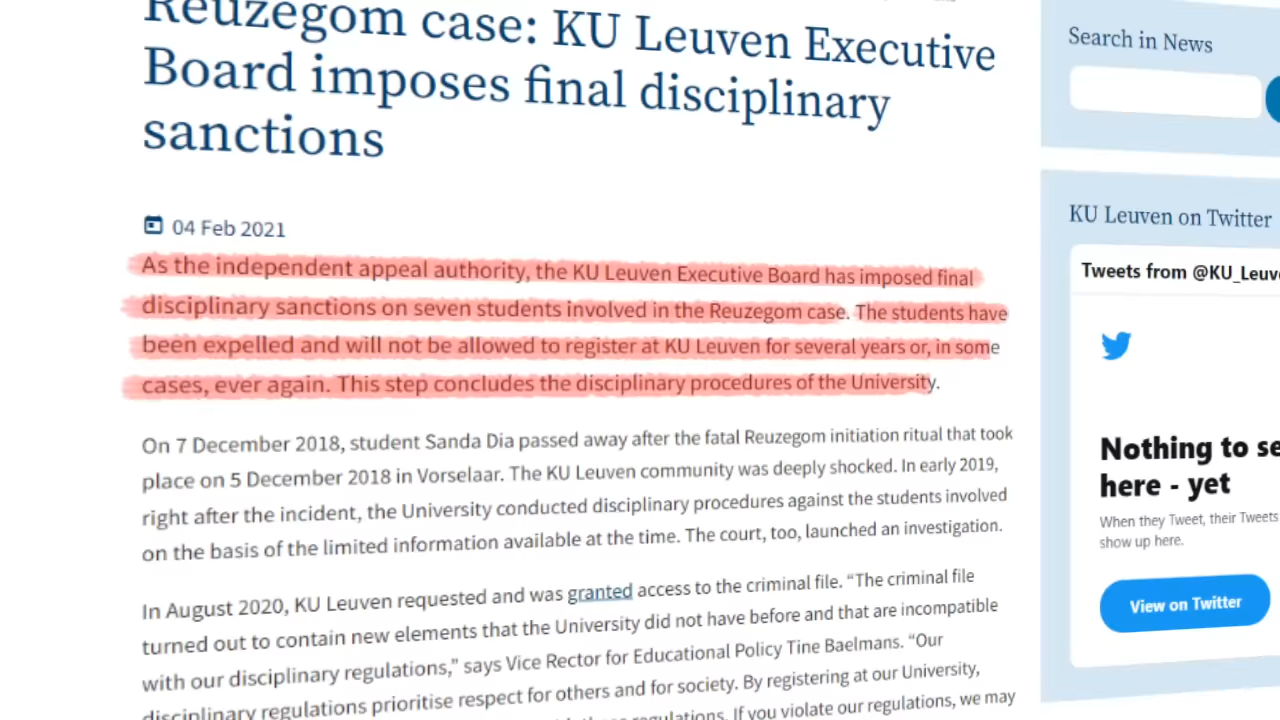 Reuzegom case: KU Leuven Executive
Board imposes final disciplinary
sanctions
04 Feb 2021
As the independent appeal authority, the KU Leuven Executive Board has imposed final
disciplinary sanctions on seven students involved in the Reuzegom case. The students have
been expelled and will not be allowed to register at KU Leuven for several years or, in some
cases, ever again. This step concludes the disciplinary procedures of the University.
On 7 December 2018, student Sanda Dia passed away after the fatal Reuzegom initiation ritual that took
place on 5 December 2018 in Vorselaar. The KU Leuven community was deeply shocked. In early 2019,
right after the incident, the University conducted disciplinary procedures against the students involved
on the basis of the limited information available at the time. The court, too, launched an investigation.
In August 2020, KU Leuven requested and was granted access to the criminal file. “The criminal file
turned out to contain new elements that the University did not have before and that are incompatible
with our disciplinary regulations,” says Vice Rector for Educational Policy Tine Baelmans. “Our
disciplinary regulations prioritise respect for others and for society. By registering at our University,
regulations. If you violate our regulations, we may
Search in News
KU Leuven on Twitter
Tweets from @KU_Leuv
Nothing to se
here - yet
When they Tweet, their Tweets
show up here.
View on Twitter